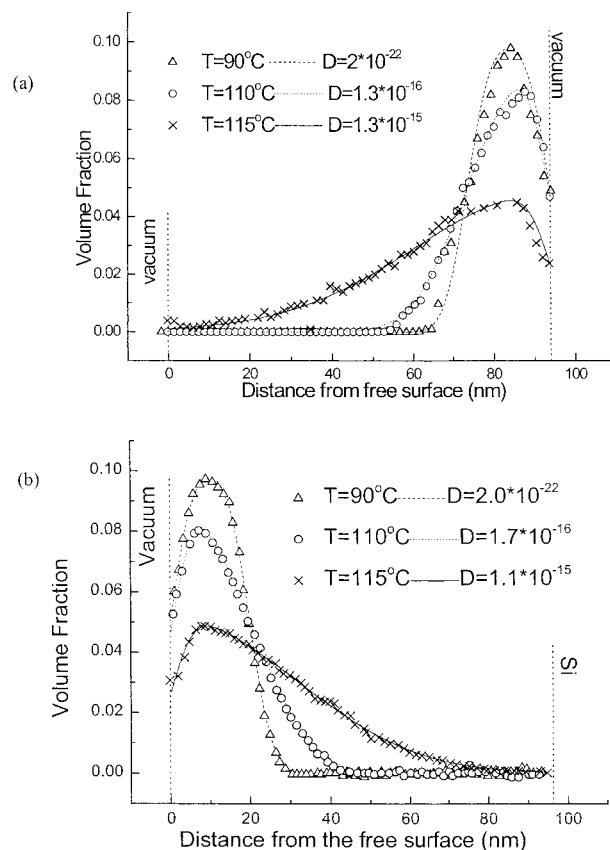 (a)
0.10
0.08
0.06
0.04
0.02
0.00
Volume Fraction
T=90°C D=2*10-22
T=110°C D=1.3*10-16
T=115°C D=1.3*10-15
vacuum
vacuum
0 20 40 60 80 100
Distance from free surface (nm)
(b)
0.10
0.08
0.06
0.04
0.02
0.00
Volume Fraction
Vacuum
T=90°C D=2.0*10-22
T=110°C D=1.7*10-16
T=115°C D=1.1*10-15
Si
0 20 40 60 80 100
Distance from the free surface (nm)